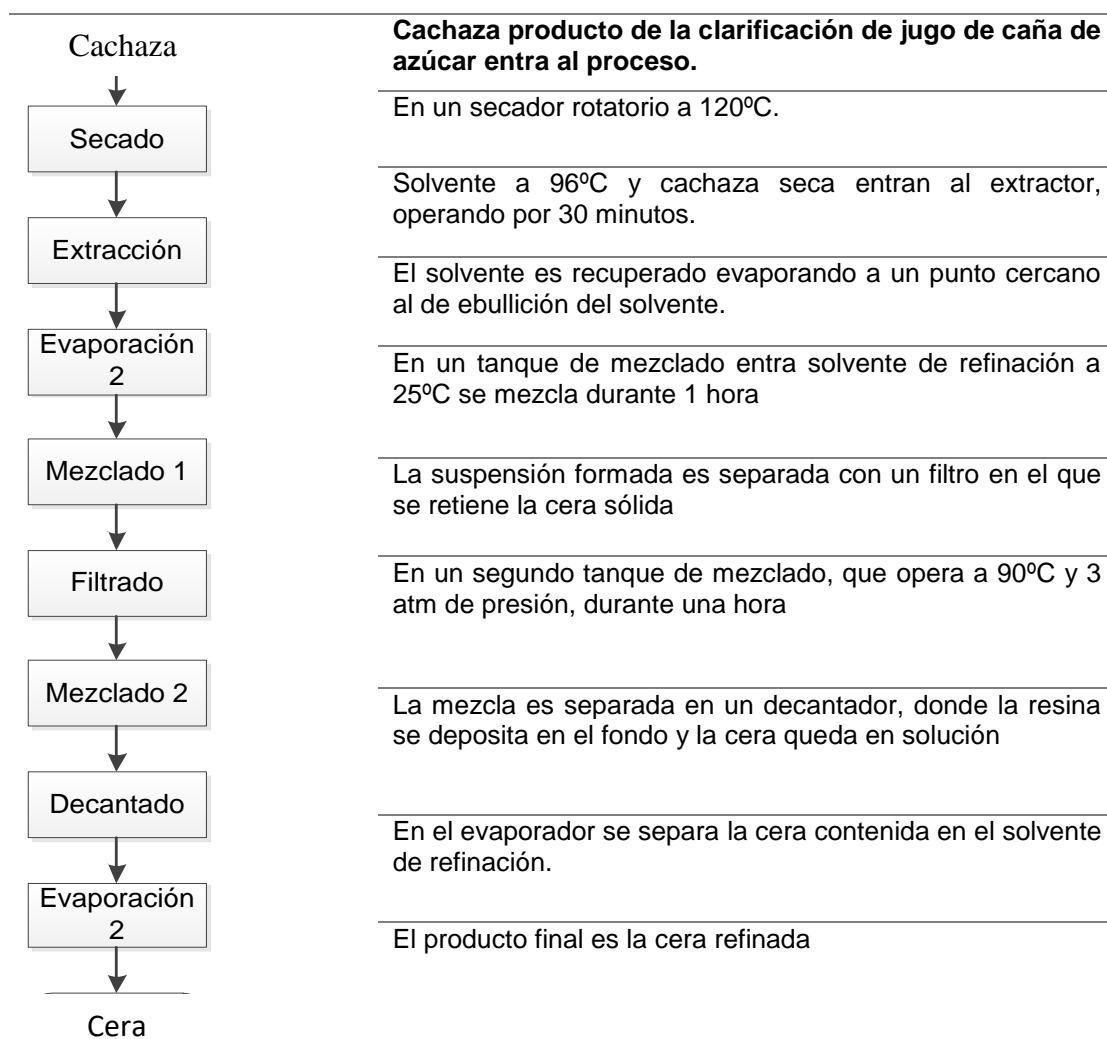 Cachaza
Cachaza producto de la clarificación de jugo de caña de
azúcar entra al proceso.
Secado
En un secador rotatorio a 120ºC.
Extracción
Solvente a 96ºC y cachaza seca entran al extractor,
operando por 30 minutos.
Evaporación
2
El solvente es recuperado evaporando a un punto cercano
al de ebullición del solvente.
Mezclado 1
En un tanque de mezclado entra solvente de refinación a
25ºC se mezcla durante 1 hora
Filtrado
La suspensión formada es separada con un filtro en el que
se retiene la cera sólida
Mezclado 2
En un segundo tanque de mezclado, que opera a 90ºC y 3
atm de presión, durante una hora
Decantado
La mezcla es separada en un decantador, donde la resina
se deposita en el fondo y la cera queda en solución
Evaporación
2
En el evaporador se separa la cera contenida en el solvente
de refinación.
Cera
El producto final es la cera refinada